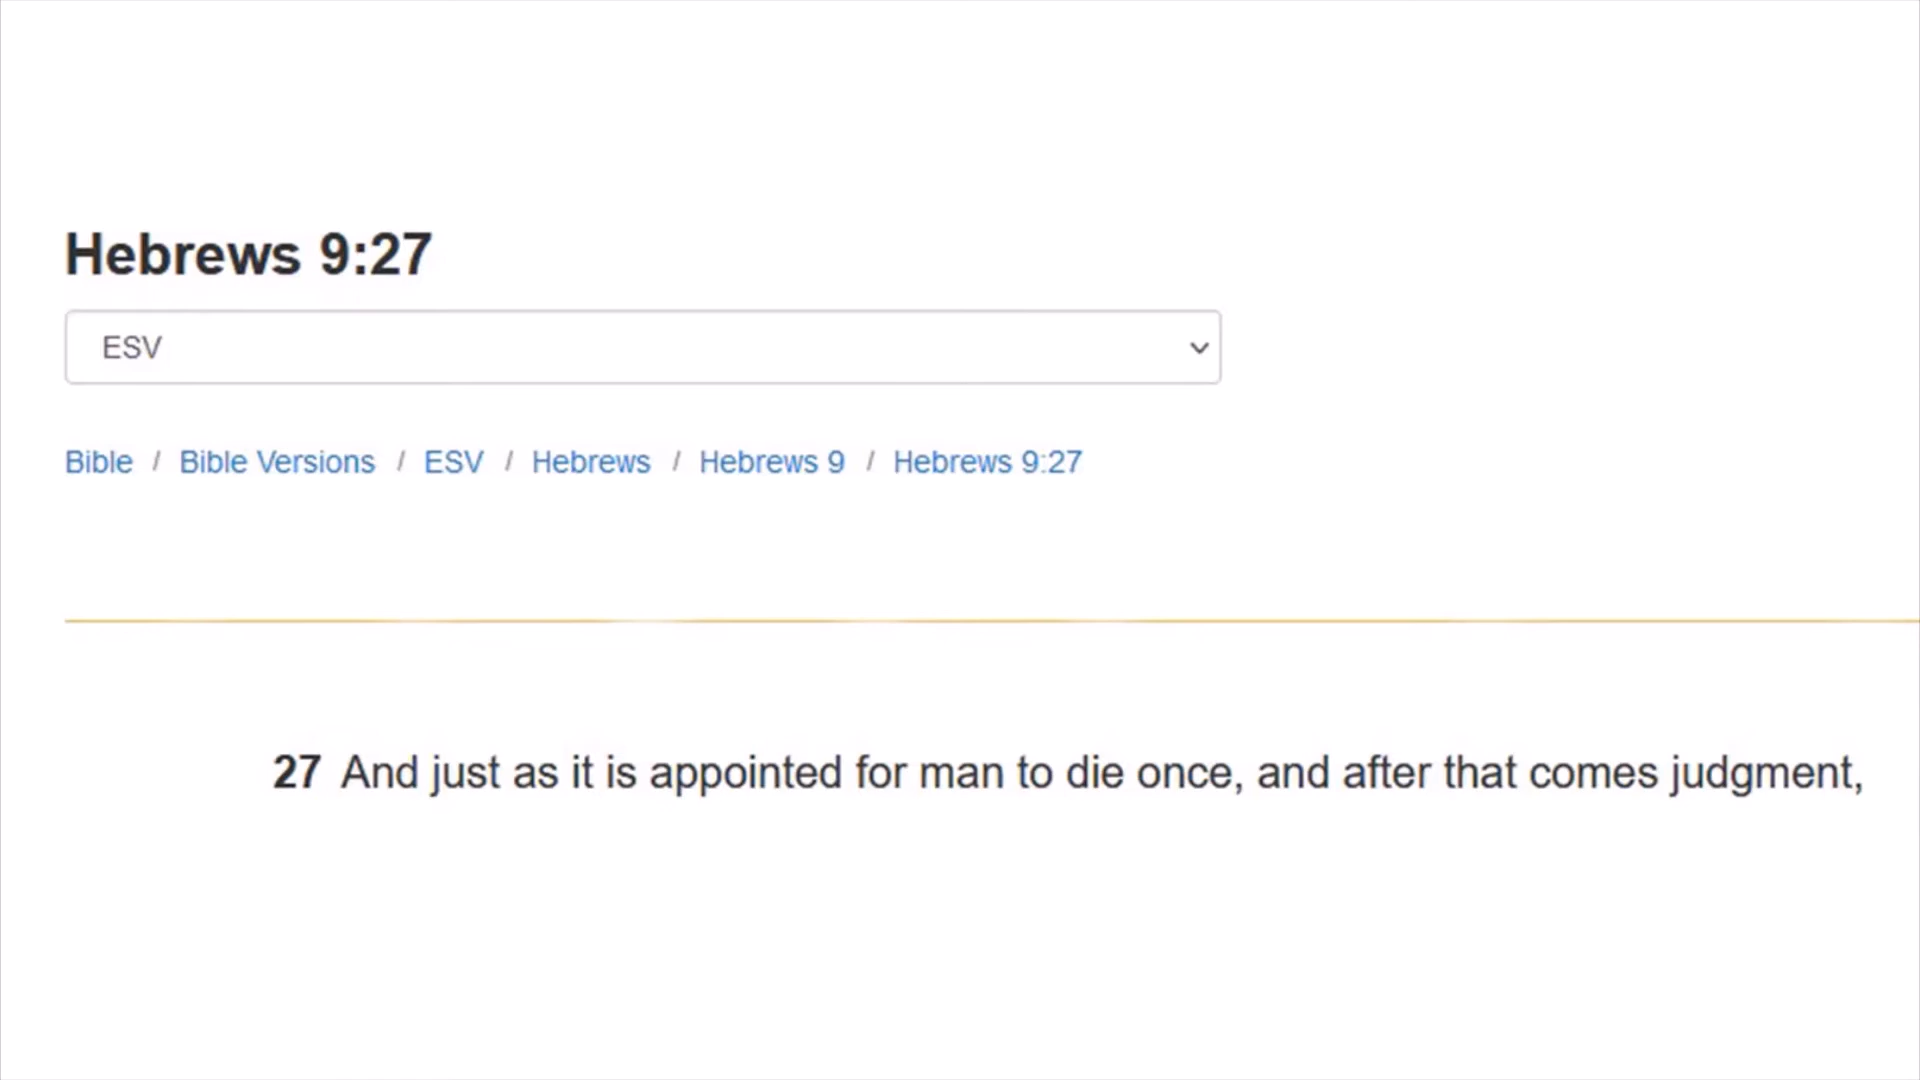 Hebrews 9:27
ESV
Bible / Bible Versions / ESV / Hebrews / Hebrews 9 / Hebrews 9:27
27 And just as it is appointed for man to die once, and after that comes judgment,